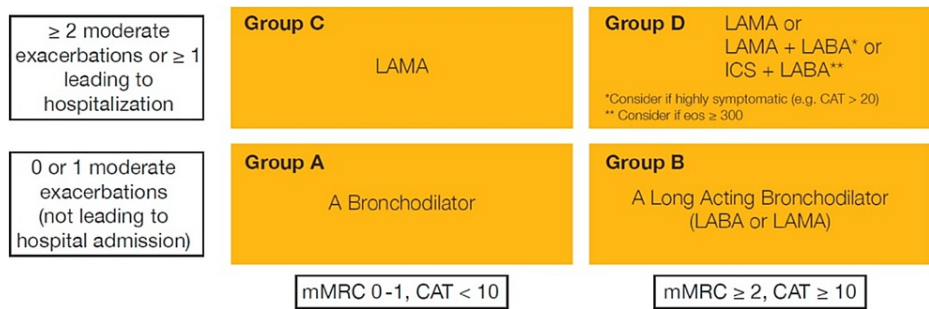 ≥ 2 moderate
exacerbations or ≥ 1
leading to
hospitalization
Group C
LAMA
Group D
LAMA or
LAMA + LABA* or
ICS + LABA**
*Consider if highly symptomatic (e.g. CAT > 20)
** Consider if eos ≥ 300
0 or 1 moderate
exacerbations
(not leading to
hospital admission)
Group A
A Bronchodilator
Group B
A Long Acting Bronchodilator
(LABA or LAMA)
mMRC 0-1, CAT < 10
mMRC ≥ 2, CAT ≥ 10